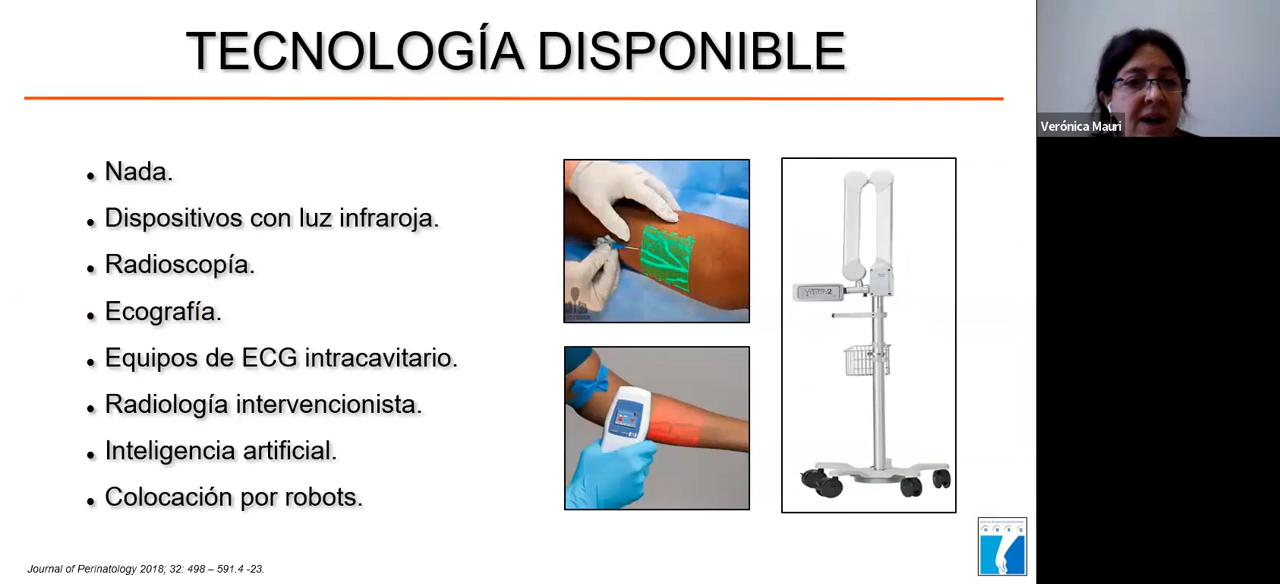 TECNOLOGÍA DISPONIBLE
Verónica Mauri
• Nada.
• Dispositivos con luz infraroja.
• Radioscopía.
• Ecografía.
• Equipos de ECG intracavitario.
• Radiología intervencionista.
• Inteligencia artificial.
• Colocación por robots.
Journal of Perinatology 2018; 32: 498 – 591.4 -23.